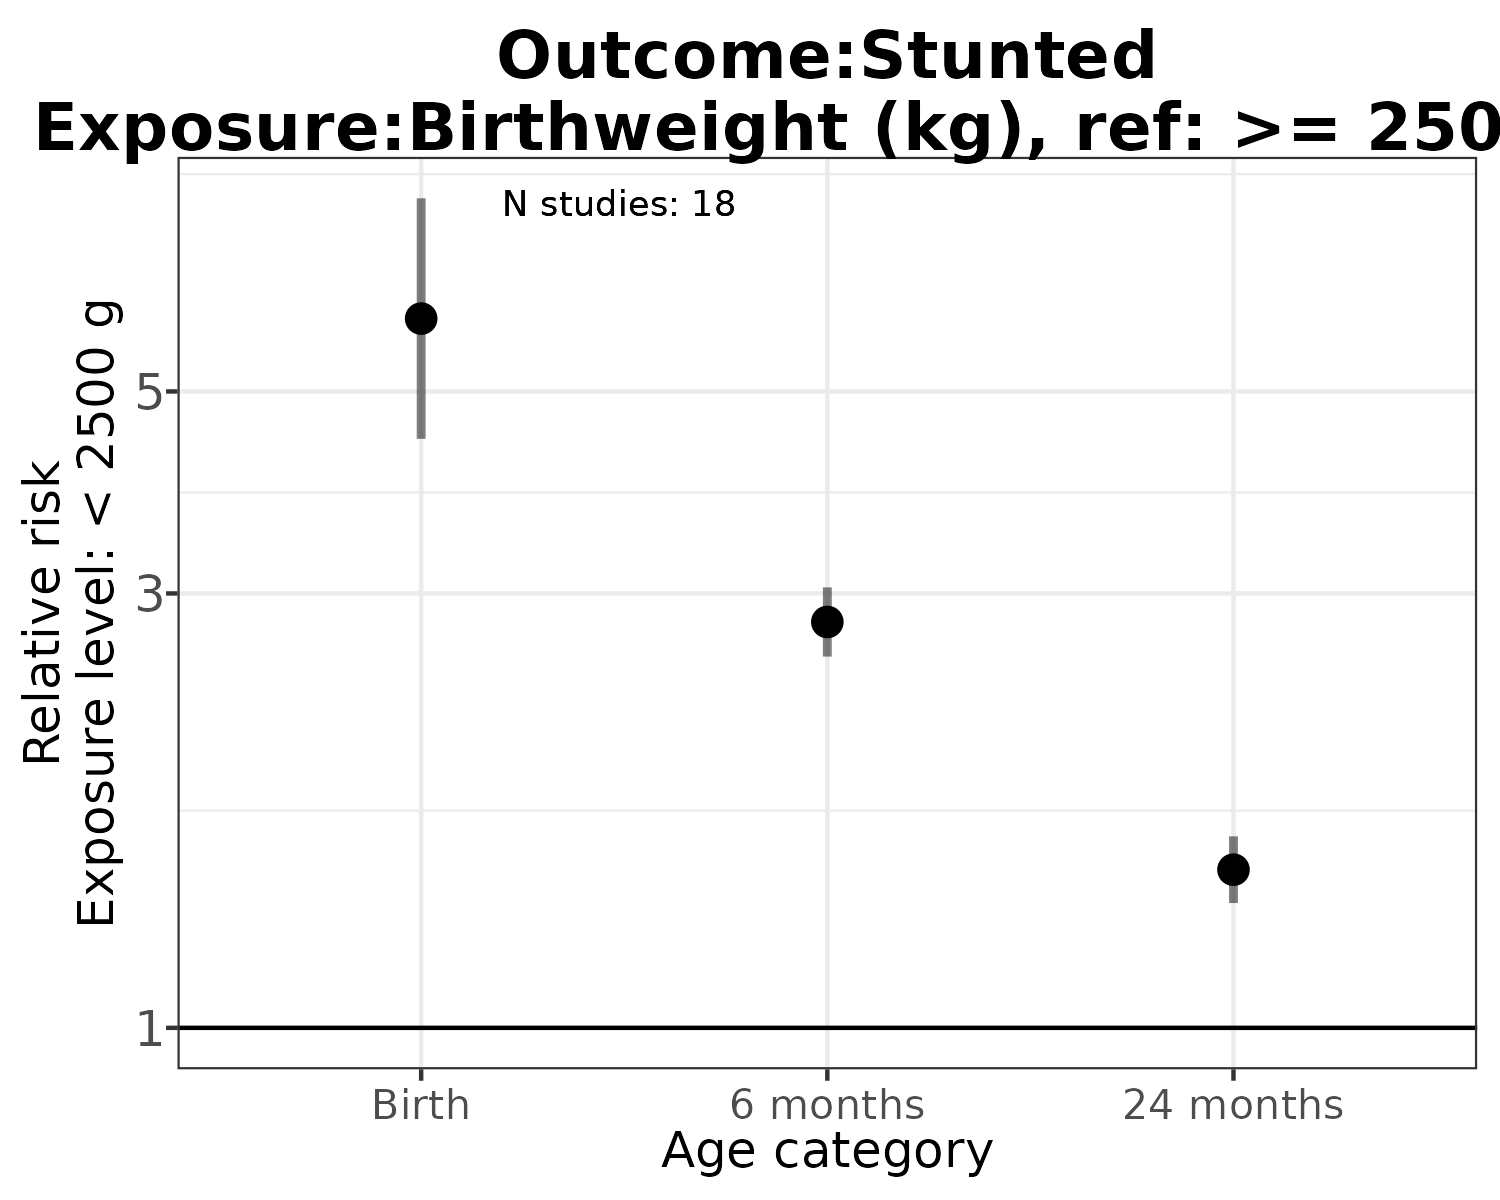 Outcome:Stunted
Exposure:Birthweight (kg), ref: >= 250
N studies: 18
Relative risk
Exposure level: < 2500 g
5
3
1
Birth
6 months
24 months
Age category